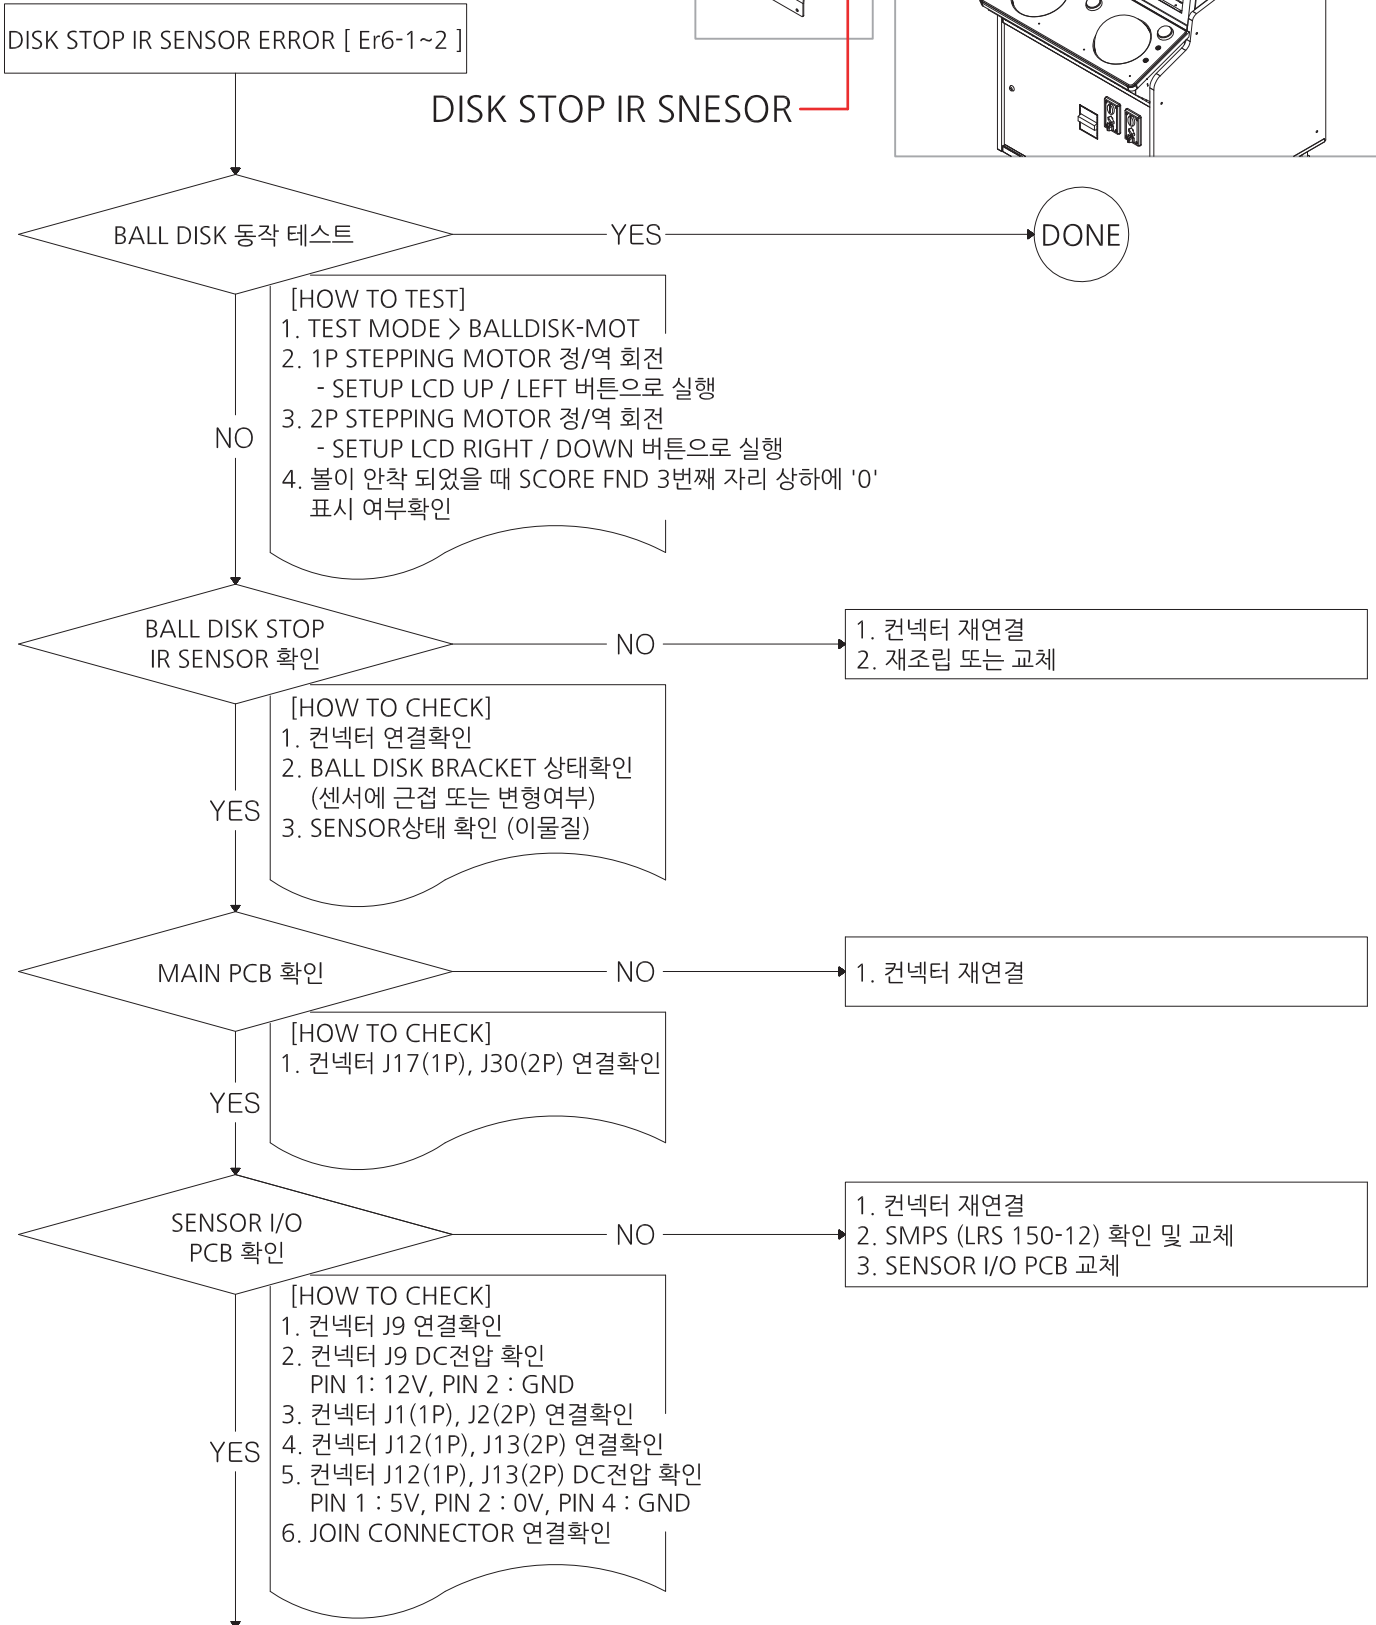 DISK STOP IR SENSOR ERROR [ Er6-1~2 ]
DISK STOP IR SNESOR
BALL DISK 동작 테스트
YES
DONE
[HOW TO TEST]
1. TEST MODE > BALLDISK-MOT
2. 1P STEPPING MOTOR 정/역 회전
- SETUP LCD UP / LEFT 버튼으로 실행
3. 2P STEPPING MOTOR 정/역 회전
- SETUP LCD RIGHT / DOWN 버튼으로 실행
4. 볼이 안착 되었을 때 SCORE FND 3번째 자리 상하에 '0'
표시 여부확인
NO
BALL DISK STOP
IR SENSOR 확인
NO
1. 컨넥터 재연결
2. 재조립 또는 교체
[HOW TO CHECK]
1. 컨넥터 연결확인
2. BALL DISK BRACKET 상태확인
(센서에 근접 또는 변형여부)
3. SENSOR상태 확인 (이물질)
YES
MAIN PCB 확인
NO
1. 컨넥터 재연결
[HOW TO CHECK]
1. 컨넥터 J17(1P), J30(2P) 연결확인
YES
SENSOR I/O
PCB 확인
NO
1. 컨넥터 재연결
2. SMPS (LRS 150-12) 확인 및 교체
3. SENSOR I/O PCB 교체
[HOW TO CHECK]
1. 컨넥터 J9 연결확인
2. 컨넥터 J9 DC전압 확인
PIN 1: 12V, PIN 2 : GND
3. 컨넥터 J1(1P), J2(2P) 연결확인
4. 컨넥터 J12(1P), J13(2P) 연결확인
5. 컨넥터 J12(1P), J13(2P) DC전압 확인
PIN 1 : 5V, PIN 2 : 0V, PIN 4 : GND
6. JOIN CONNECTOR 연결확인
YES